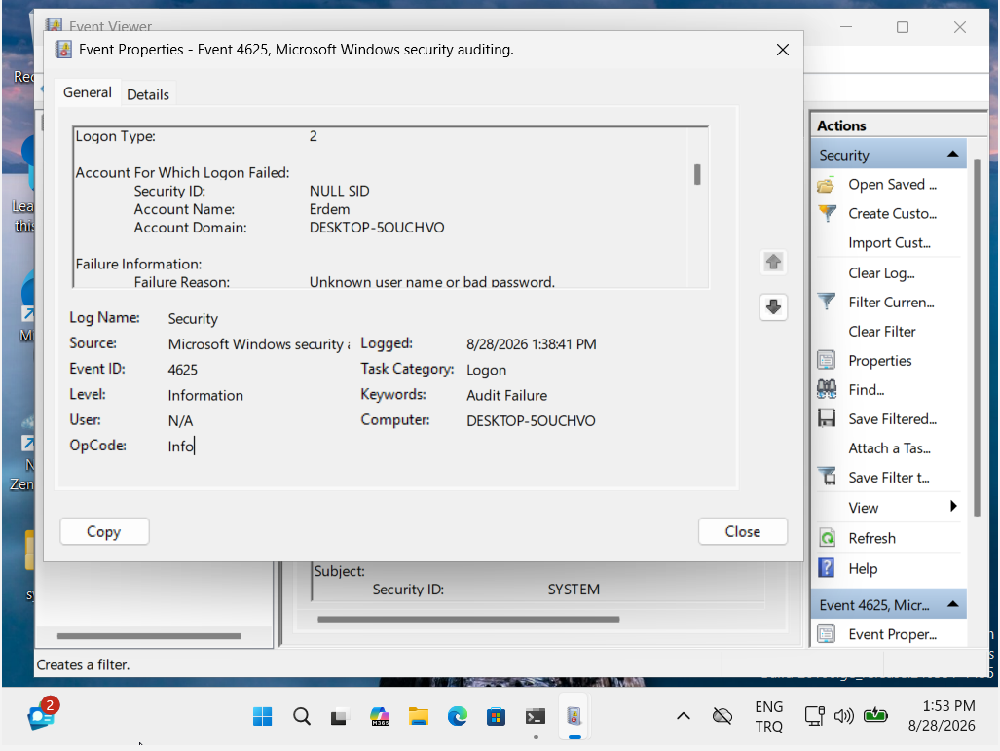 Event Viewer
Event Properties - Event 4625, Microsoft Windows security auditing.
General
Details
Logon Type: 2
Account For Which Logon Failed:
Security ID: NULL SID
Account Name: Erdem
Account Domain: DESKTOP-5OUCHVO
Failure Information:
Failure Reason: Unknown user name or bad password.
Log Name: Security
Source: Microsoft Windows security
Logged: 8/28/2026 1:38:41 PM
Event ID: 4625
Task Category: Logon
Level: Information
Keywords: Audit Failure
User: N/A
Computer: DESKTOP-5OUCHVO
OpCode: Info
Copy
Close
Subject:
Security ID: SYSTEM
Creates a filter.
Actions
Security
Open Saved ...
Create Custo...
Import Cust...
Clear Log...
Filter Curren...
Clear Filter
Properties
Find...
Save Filtered...
Attach a Tas...
Save Filter t...
View
Refresh
Help
Event 4625, Micr...
Event Proper...
2
M365
ENG
TRQ
1:53 PM
8/28/2026